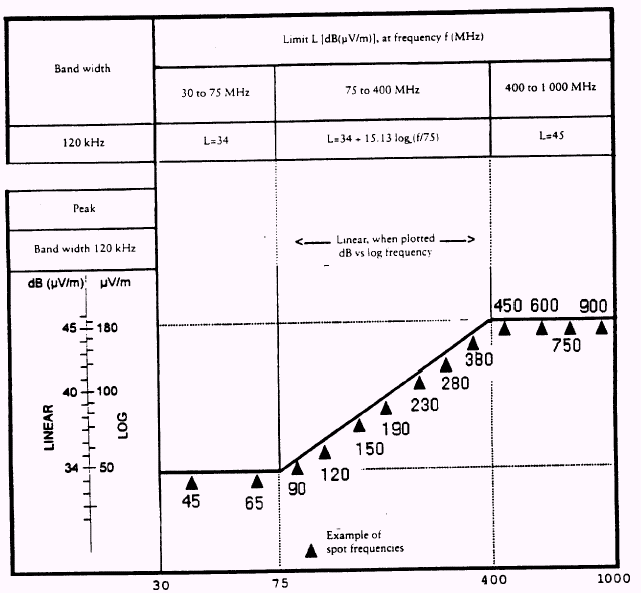 Limit L [dB(µV/m)], at frequency f (MHz)
Band width
30 to 75 MHz
75 to 400 MHz
400 to 1 000 MHz
120 kHz
L=34
L=34 + 15.13 log (f/75)
L=45
Peak
Band width 120 kHz
<— Linear, when plotted —>
dB vs log frequency
dB (µV/m)
µV/m
45
180
40
100
34
50
LINEAR
LOG
450 600 900
750
380
280
230
190
150
120
90
45
65
Example of
▲ spot frequencies
30
75
400
1000